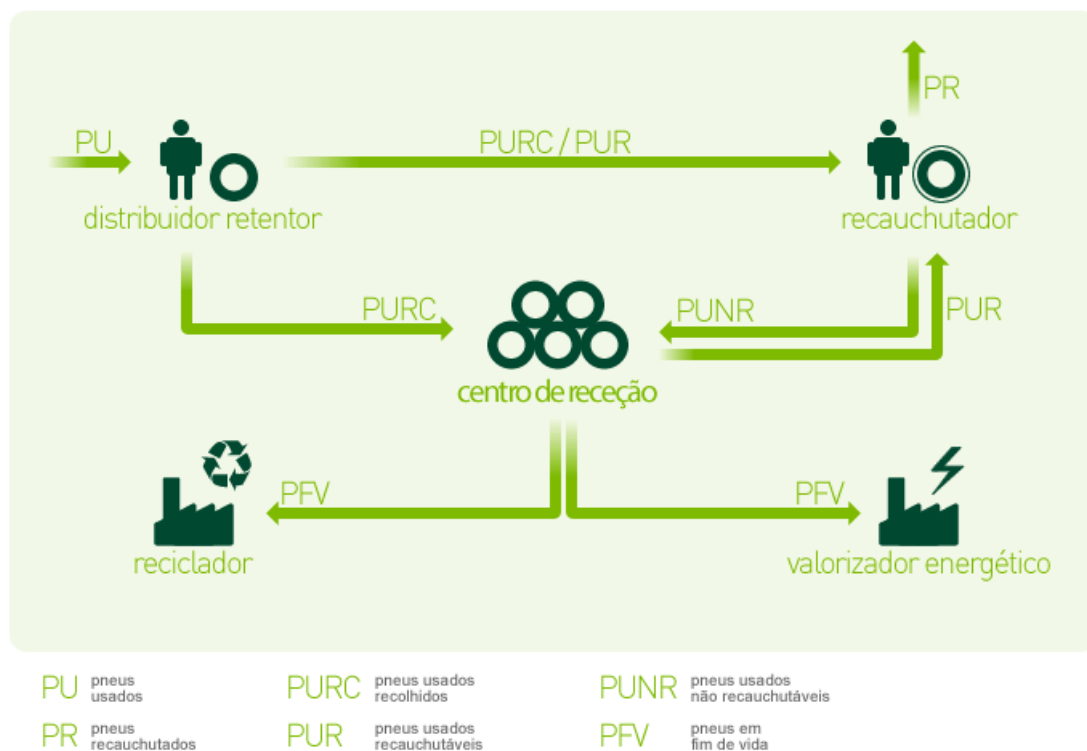 PR
PU
PURC / PUR
distribuidor retentor
recauchutador
PURC
PUNR
PUR
centro de receção
PFV
PFV
reciclador
valorizador energético
PU pneus
usados
PURC pneus usados
recolhidos
PUNR pneus usados
não recauchutáveis
PR pneus
recauchutados
PUR pneus usados
recauchutáveis
PFV pneus em
fim de vida